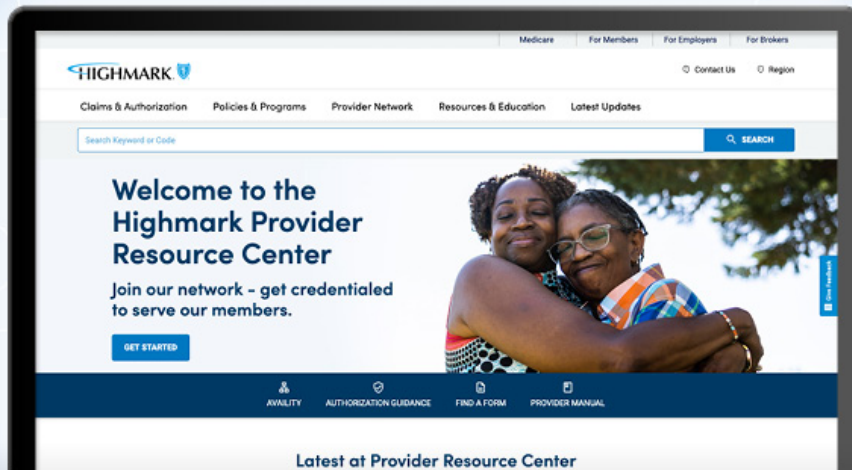 Medicare For Members For Employers For Brokers
HIGHMARK
Contact Us Region
Claims & Authorization Policies & Programs Provider Network Resources & Education Latest Updates
Search Keyword or Code SEARCH
Welcome to the
Highmark Provider
Resource Center
Join our network - get credentialed
to serve our members.
GET STARTED
Give Feedback
AVAILITY AUTHORIZATION GUIDANCE FIND A FORM PROVIDER MANUAL
Latest at Provider Resource Center